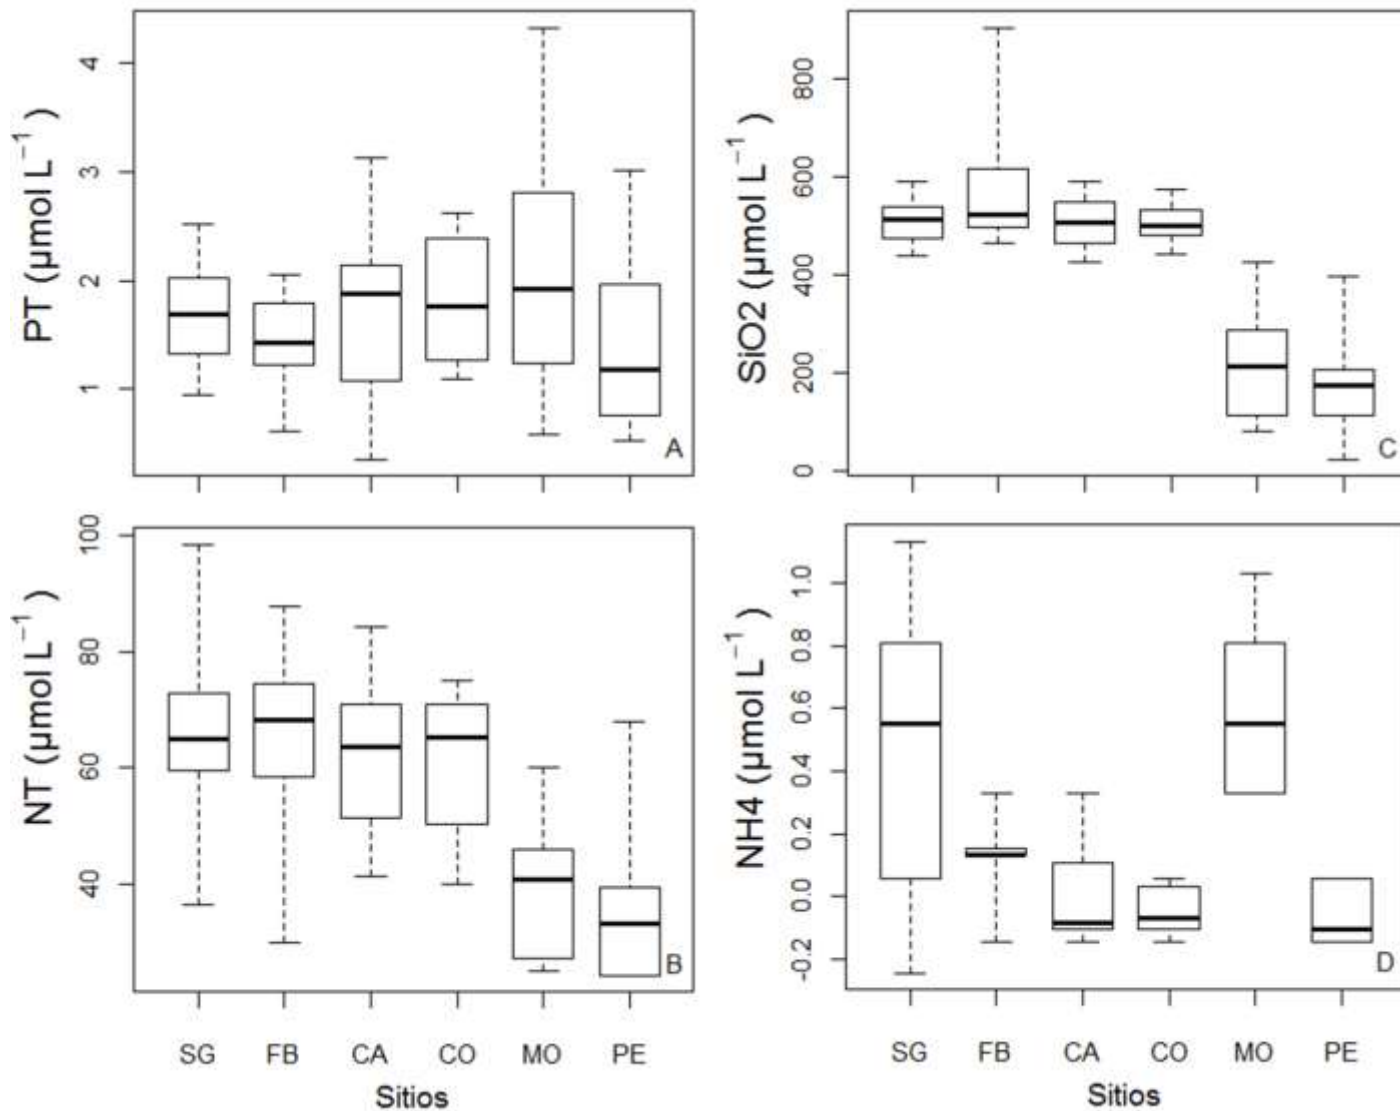 PT (µmol L⁻¹ )
4
3
2
1
A
SiO2 (µmol L⁻¹ )
800
600
400
200
0
C
NT (µmol L⁻¹ )
100
80
60
40
B
SG FB CA CO MO PE
Sitios
NH4 (µmol L⁻¹ )
1.0
0.8
0.6
0.4
0.2
0.0
-0.2
D
SG FB CA CO MO PE
Sitios